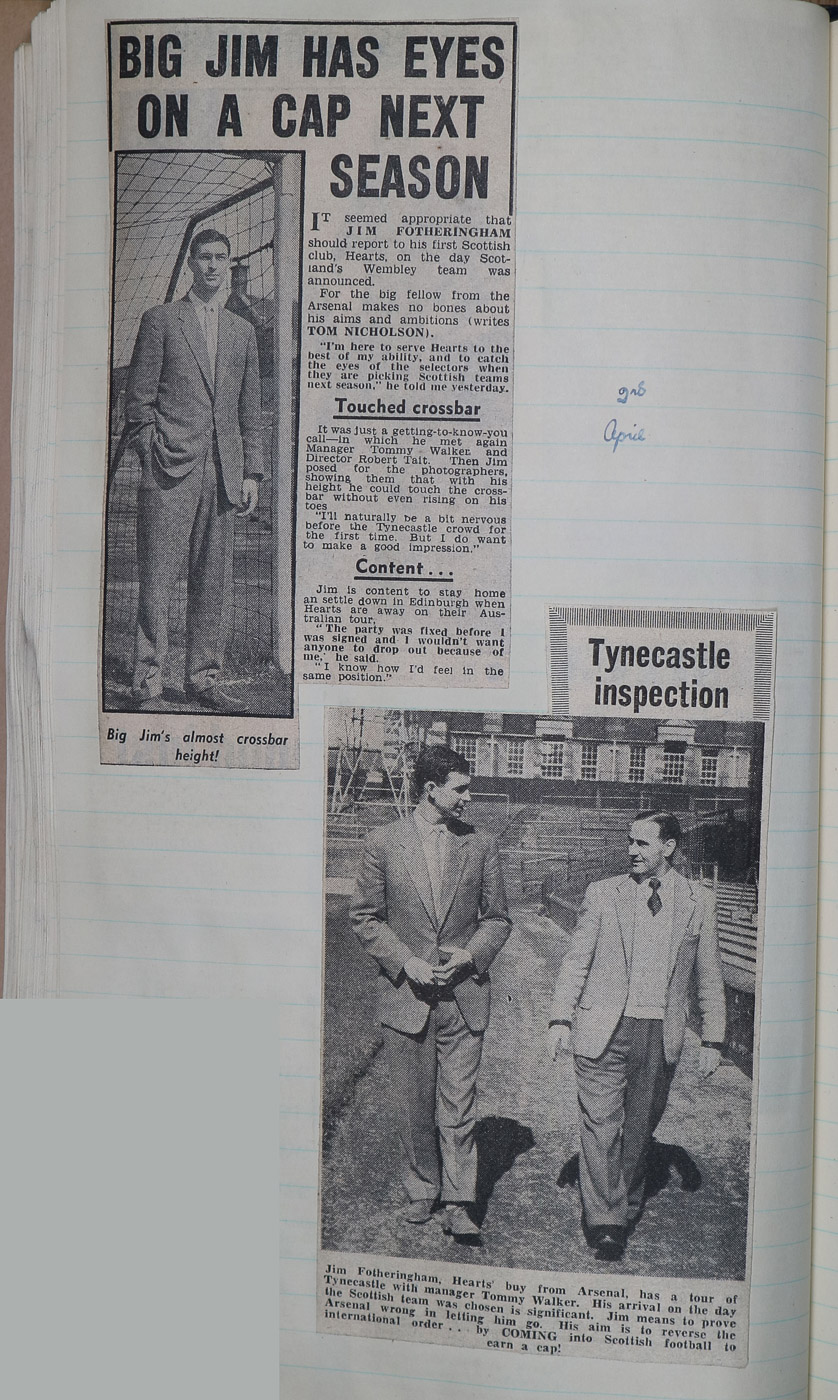 BIG JIM HAS EYES
ON A CAP NEXT
SEASON
IT seemed appropriate that
JIM FOTHERINGHAM
should report to his first Scottish
club, Hearts, on the day Scot-
land's Wembley team was
announced.
For the big fellow from the
Arsenal makes no bones about
his aims and ambitions (writes
TOM NICHOLSON).
"I'm here to serve Hearts to the
best of my ability, and to catch
the eyes of the selectors when
they are picking Scottish teams
next season," he told me yesterday.
Touched crossbar
It was just a getting-to-know-you
call—in which he met again
Manager Tommy Walker and
Director Robert Tait. Then Jim
posed for the photographers,
showing them that with his
height he could touch the cross-
bar without even rising on his
toes
"I'll naturally be a bit nervous
before the Tynecastle crowd for
the first time. But I do want
to make a good impression."
Content . . .
Jim is content to stay home
an settle down in Edinburgh when
Hearts are away on their Aus-
tralian tour.
"The party was fixed before I
was signed and I wouldn't want
anyone to drop out because of
me,' he said.
"I know how I'd feel in the
same position."
Big Jim's almost crossbar
height!
April
Tynecastle
inspection
Jim Fotheringham, Hearts' buy from Arsenal, has a tour of
Tynecastle with manager Tommy Walker. His arrival on the day
the Scottish team was chosen is significant. Jim means to prove
Arsenal wrong in letting him go. His aim is to reverse the
international order . . . by COMING into Scottish football to
earn a cap!